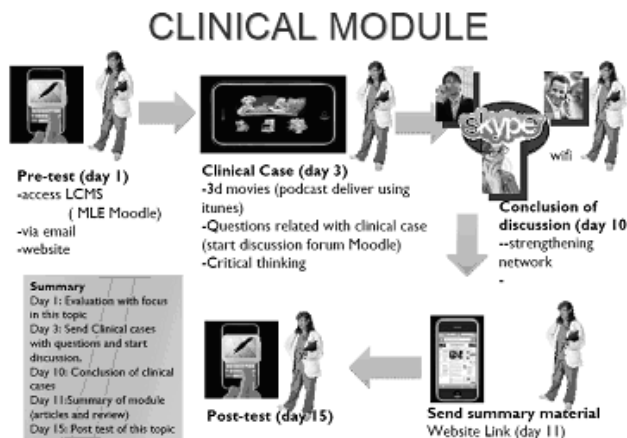 CLINICAL MODULE
Pre-test (day 1)
-access LCMS
( MLE Moodle)
-via email
-website
Clinical Case (day 3)
-3d movies (podcast deliver using
itunes)
-Questions related with clinical case
(start discussion forum Moodle)
-Critical thinking
skype
wifi
Conclusion of
discussion (day 10
--strengthening
network
-
Summary
Day 1: Evaluation with focus
in this topic
Day 3: Send Clinical cases
with questions and start
discussion.
Day 10: Conclusion of clinical
cases
Day 11:Summary of module
(articles and review)
Day 15: Post test of this topic
Post-test (day 15)
Send summary material
Website Link (day 11)